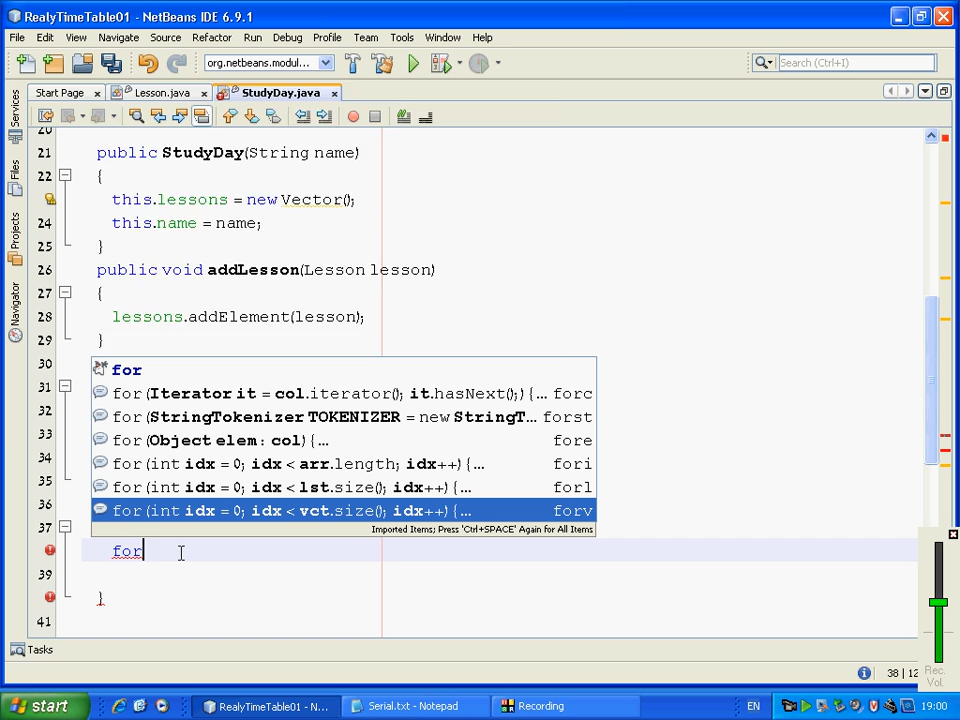 RealyTimeTable01 - NetBeans IDE 6.9.1
File Edit View Navigate Source Refactor Run Debug Profile Team Tools Window Help
org.netbeans.modul... Search (Ctrl+I)
Start Page Lesson.java StudyDay.java
Services
Files
Projects
Navigator
20
21 public StudyDay(String name)
22 {
this.lessons = new Vector();
24 this.name = name;
25 }
26 public void addLesson(Lesson lesson)
27 {
28 lessons.addElement(lesson);
29 }
30 for
31 for (Iterator it = col.iterator(); it.hasNext();) {... forc
32 for (StringTokenizer TOKENIZER = new StringT... forst
33 for (Object elem : col) {... fore
34 for (int idx = 0; idx < arr.length; idx++) {... fori
35 for (int idx = 0; idx < lst.size(); idx++) {... forl
36 for (int idx = 0; idx < vct.size(); idx++) {... forv
37 Imported Items; Press 'Ctrl+SPACE' Again for All Items
for
39
}
41
Tasks
38 | 12
Rec.
Vol.
start RealyTimeTable01 - N... Serial.txt - Notepad Recording EN 19:00